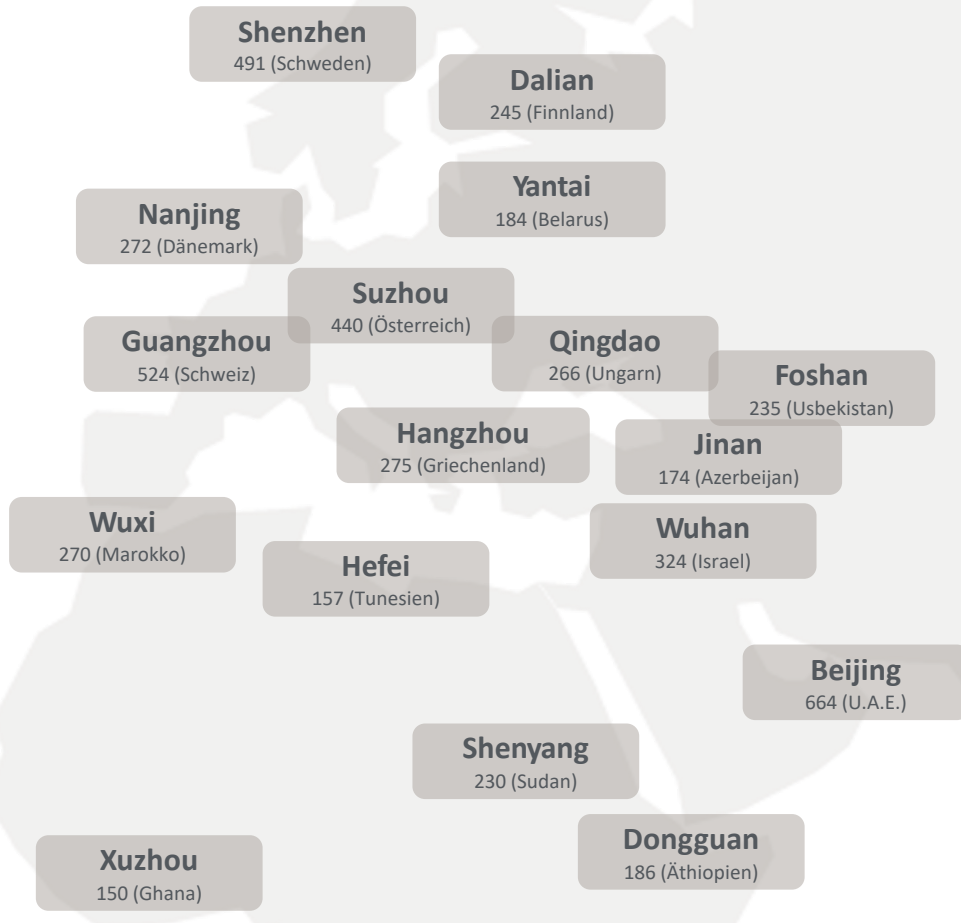 Shenzhen
491 (Schweden)
Dalian
245 (Finnland)
Yantai
184 (Belarus)
Nanjing
272 (Dänemark)
Suzhou
440 (Österreich)
Guangzhou
524 (Schweiz)
Qingdao
266 (Ungarn)
Foshan
235 (Usbekistan)
Hangzhou
275 (Griechenland)
Jinan
174 (Azerbeijan)
Wuxi
270 (Marokko)
Wuhan
324 (Israel)
Hefei
157 (Tunesien)
Beijing
664 (U.A.E.)
Shenyang
230 (Sudan)
Dongguan
186 (Äthiopien)
Xuzhou
150 (Ghana)